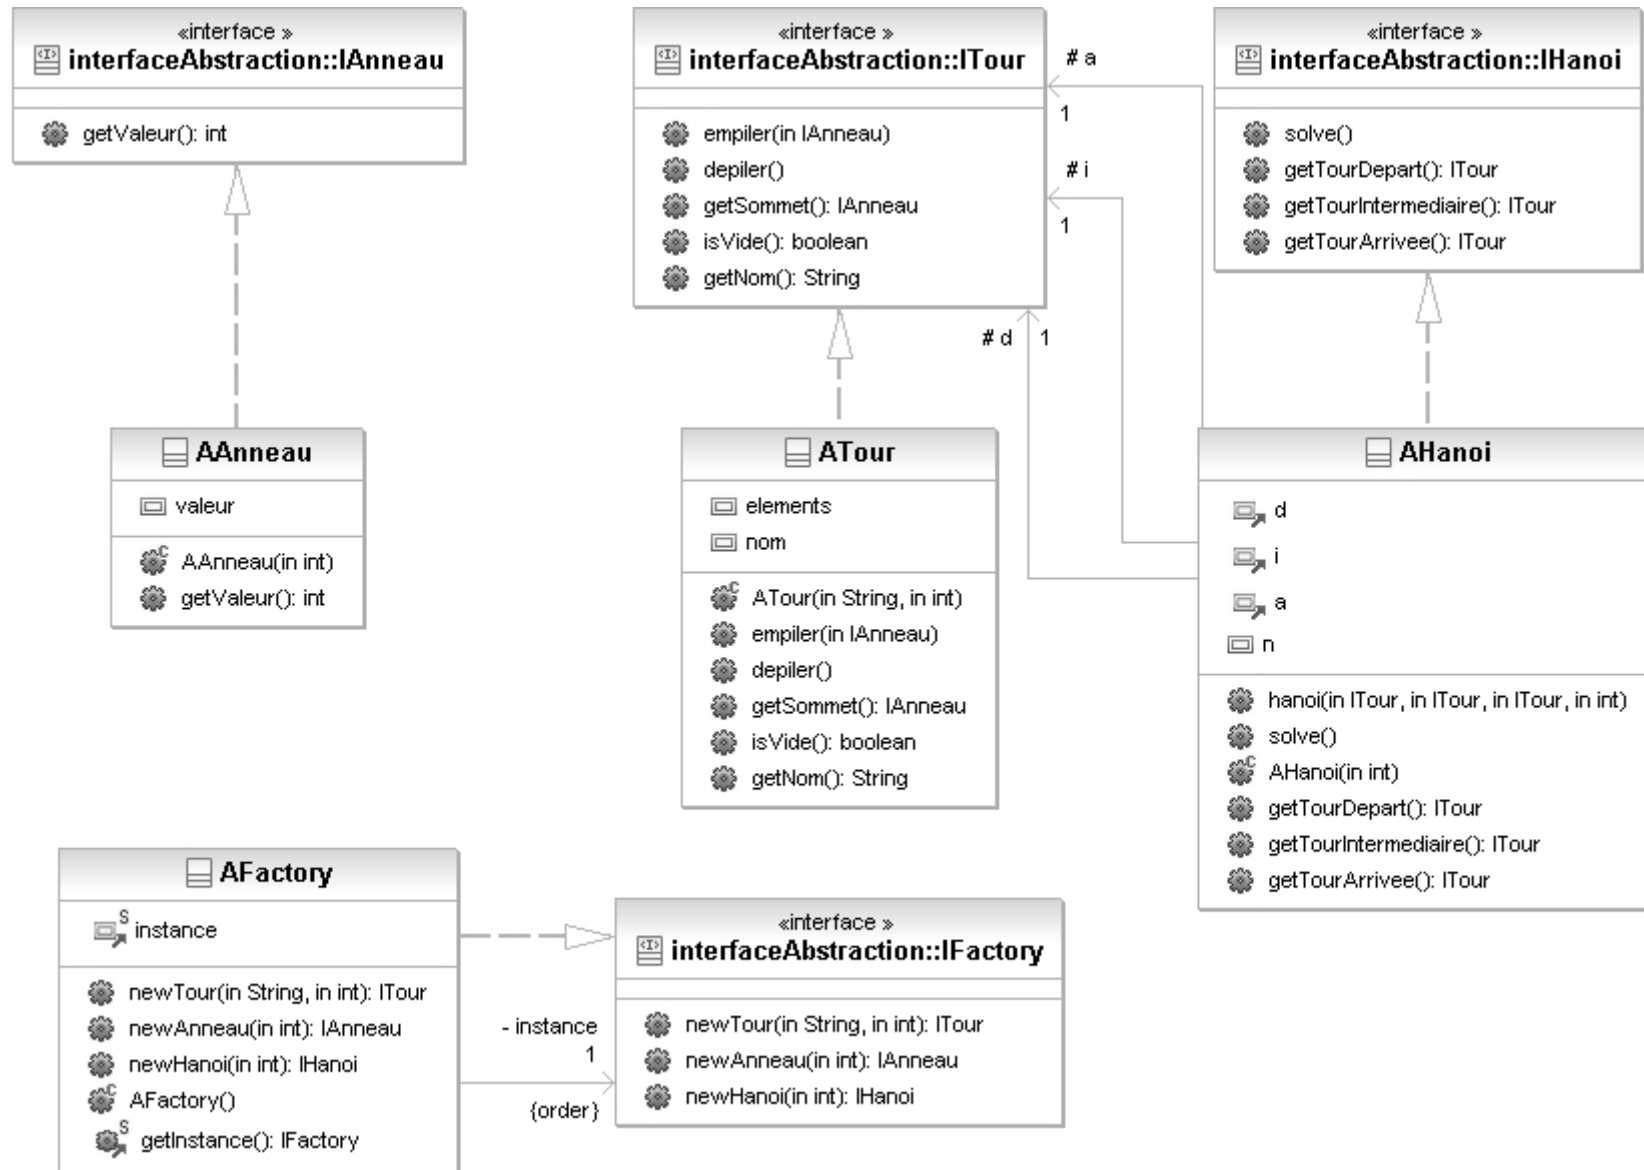 «interface »
interfaceAbstraction::IAnneau
getValeur(): int
«interface »
interfaceAbstraction::ITour
empiler(in IAnneau)
depiler()
getSommet(): IAnneau
isVide(): boolean
getNom(): String
# a
1
# i
1
# d
1
«interface »
interfaceAbstraction::IHanoi
solve()
getTourDepart(): ITour
getTourIntermediaire(): ITour
getTourArrivee(): ITour
AAnneau
valeur
AAnneau(in int)
getValeur(): int
ATour
elements
nom
ATour(in String, in int)
empiler(in IAnneau)
depiler()
getSommet(): IAnneau
isVide(): boolean
getNom(): String
AHanoi
d
i
a
n
hanoi(in ITour, in ITour, in ITour, in int)
solve()
AHanoi(in int)
getTourDepart(): ITour
getTourIntermediaire(): ITour
getTourArrivee(): ITour
AFactory
instance
newTour(in String, in int): ITour
newAnneau(in int): IAnneau
newHanoi(in int): IHanoi
AFactory()
getInstance(): IFactory
- instance
1
{order}
«interface »
interfaceAbstraction::IFactory
newTour(in String, in int): ITour
newAnneau(in int): IAnneau
newHanoi(in int): IHanoi